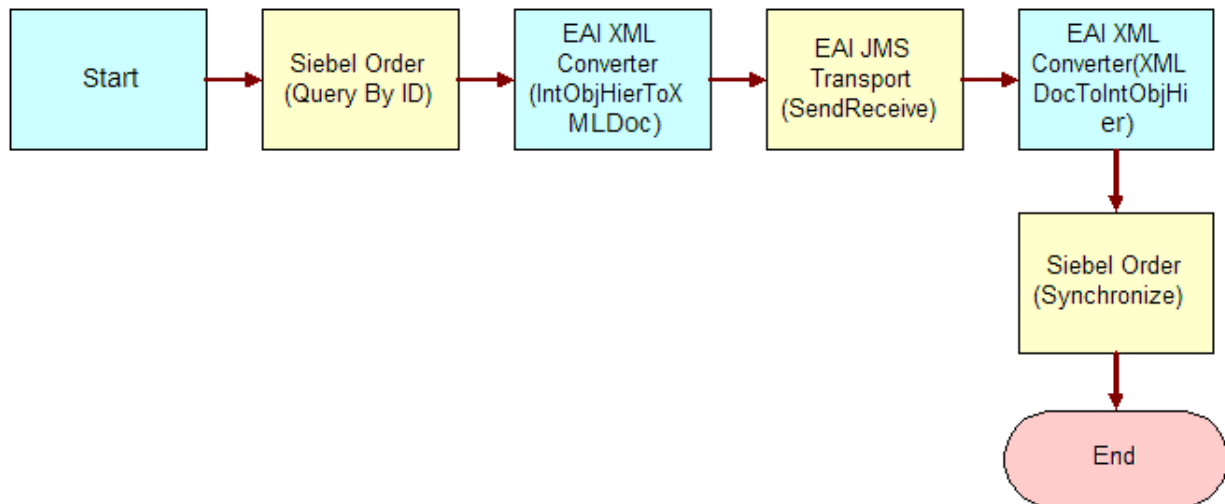 Start
Siebel Order
(Query By ID)
EAI XML
Converter
(IntObjHierToX
MLDoc)
EAI JMS
Transport
(SendReceive)
EAI XML
Converter(XML
DocToIntObjHi
er)
Siebel Order
(Synchronize)
End